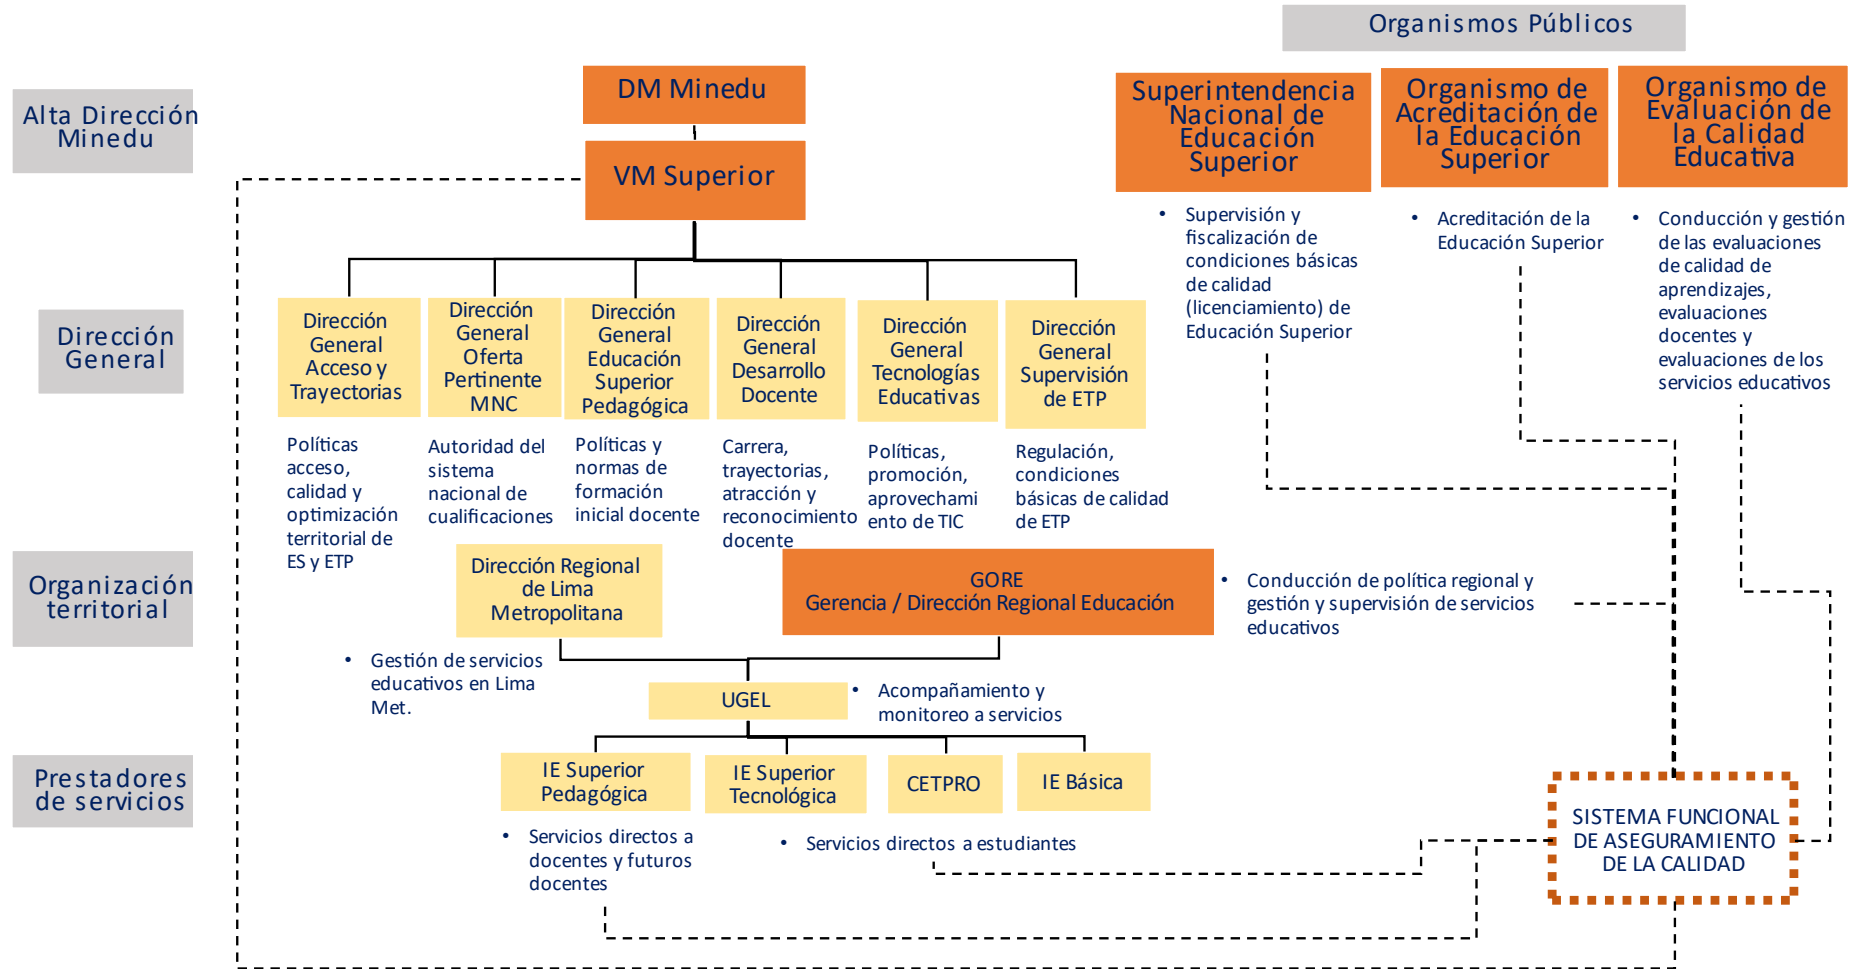 Organismos Públicos
Alta Dirección
Minedu
DM Minedu
VM Superior
Superintendencia
Nacional de
Educación
Superior
Organismo de
Acreditación de
la Educación
Superior
Organismo de
Evaluación de
la Calidad
Educativa
• Supervisión y
fiscalización de
condiciones básicas
de calidad
(licenciamiento) de
Educación Superior
• Acreditación de la
Educación Superior
• Conducción y gestión
de las evaluaciones
de calidad de
aprendizajes,
evaluaciones
docentes y
evaluaciones de los
servicios educativos
Dirección
General
Dirección
General
Acceso y
Trayectorias
Dirección
General
Oferta
Pertinente
MNC
Dirección
General
Educación
Superior
Pedagógica
Dirección
General
Desarrollo
Docente
Dirección
General
Tecnologías
Educativas
Dirección
General
Supervisión
de ETP
Políticas
acceso,
calidad y
optimización
territorial de
ES y ETP
Autoridad del
sistema
nacional de
cualificaciones
Políticas y
normas de
formación
inicial docente
Carrera,
trayectorias,
atracción y
reconocimiento
docente
Políticas,
promoción,
aprovechami
ento de TIC
Regulación,
condiciones
básicas de calidad
de ETP
Organización
territorial
Dirección Regional
de Lima
Metropolitana
GORE
Gerencia / Dirección Regional Educación
• Conducción de política regional y
gestión y supervisión de servicios
educativos
• Gestión de servicios
educativos en Lima
Met.
UGEL
• Acompañamiento y
monitoreo a servicios
Prestadores
de servicios
IE Superior
Pedagógica
IE Superior
Tecnológica
CETPRO
IE Básica
• Servicios directos a
docentes y futuros
docentes
• Servicios directos a estudiantes
SISTEMA FUNCIONAL
DE ASEGURAMIENTO
DE LA CALIDAD